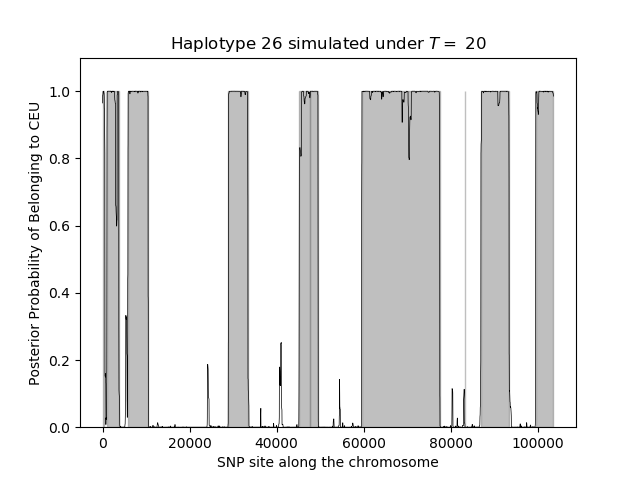 Haplotype 26 simulated under T = 20
Posterior Probability of Belonging to CEU
1.0
0.8
0.6
0.4
0.2
0.0
0 20000 40000 60000 80000 100000
SNP site along the chromosome